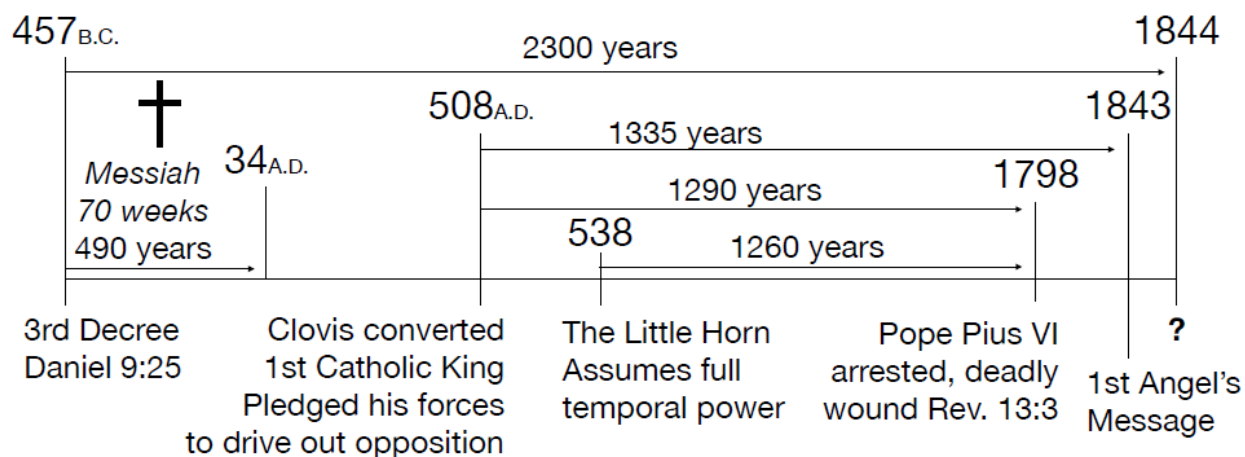 457B.C.
2300 years
1844
508A.D.
1843
1335 years
34A.D.
Messiah
70 weeks
490 years
1290 years
1798
538
1260 years
3rd Decree
Daniel 9:25
Clovis converted
1st Catholic King
Pledged his forces
to drive out opposition
The Little Horn
Assumes full
temporal power
Pope Pius VI
arrested, deadly
wound Rev. 13:3
1st Angel's
Message
?